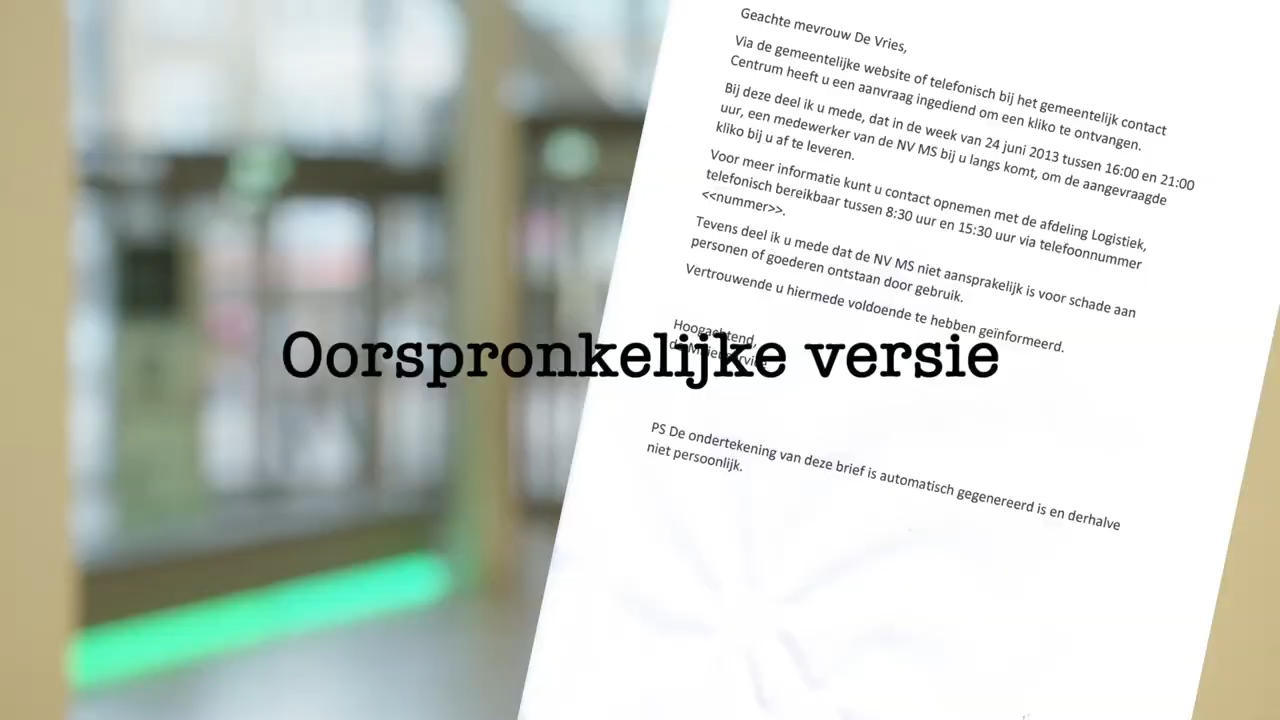 Geachte mevrouw De Vries,
Via de gemeentelijke website of telefonisch bij het gemeentelijk contact
Centrum heeft u een aanvraag ingediend om een kliko te ontvangen.
Bij deze deel ik u mede, dat in de week van 24 juni 2013 tussen 16:00 en 21:00
uur, een medewerker van de NV MS bij u langs komt, om de aangevraagde
kliko bij u af te leveren.
Voor meer informatie kunt u contact opnemen met de afdeling Logistiek,
telefonisch bereikbaar tussen 8:30 uur en 15:30 uur via telefoonnummer
<<nummer>>.
Tevens deel ik u mede dat de NV MS niet aansprakelijk is voor schade aan
personen of goederen ontstaan door gebruik.
Vertrouwende u hiermede voldoende te hebben geïnformeerd.
Hoogachtend,
Oorspronkelijke versie
PS De ondertekening van deze brief is automatisch gegenereerd is en derhalve
niet persoonlijk.